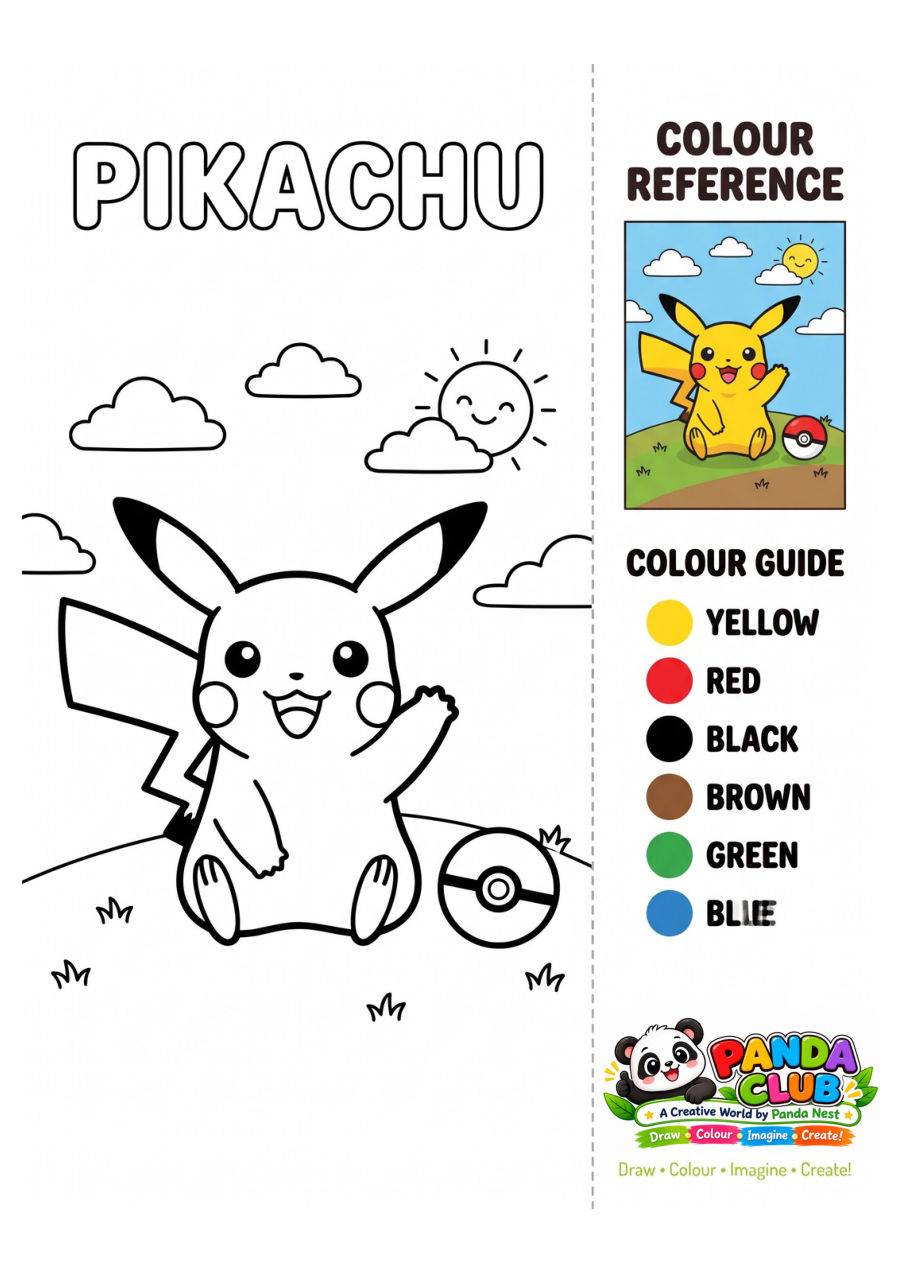 PIKACHU
COLOUR
REFERENCE
COLOUR GUIDE
YELLOW
RED
BLACK
BROWN
GREEN
PANDA
CLUB
A Creative World by Panda Nest
Draw • Colour • Imagine • Create!
Draw • Colour • Imagine • Create!